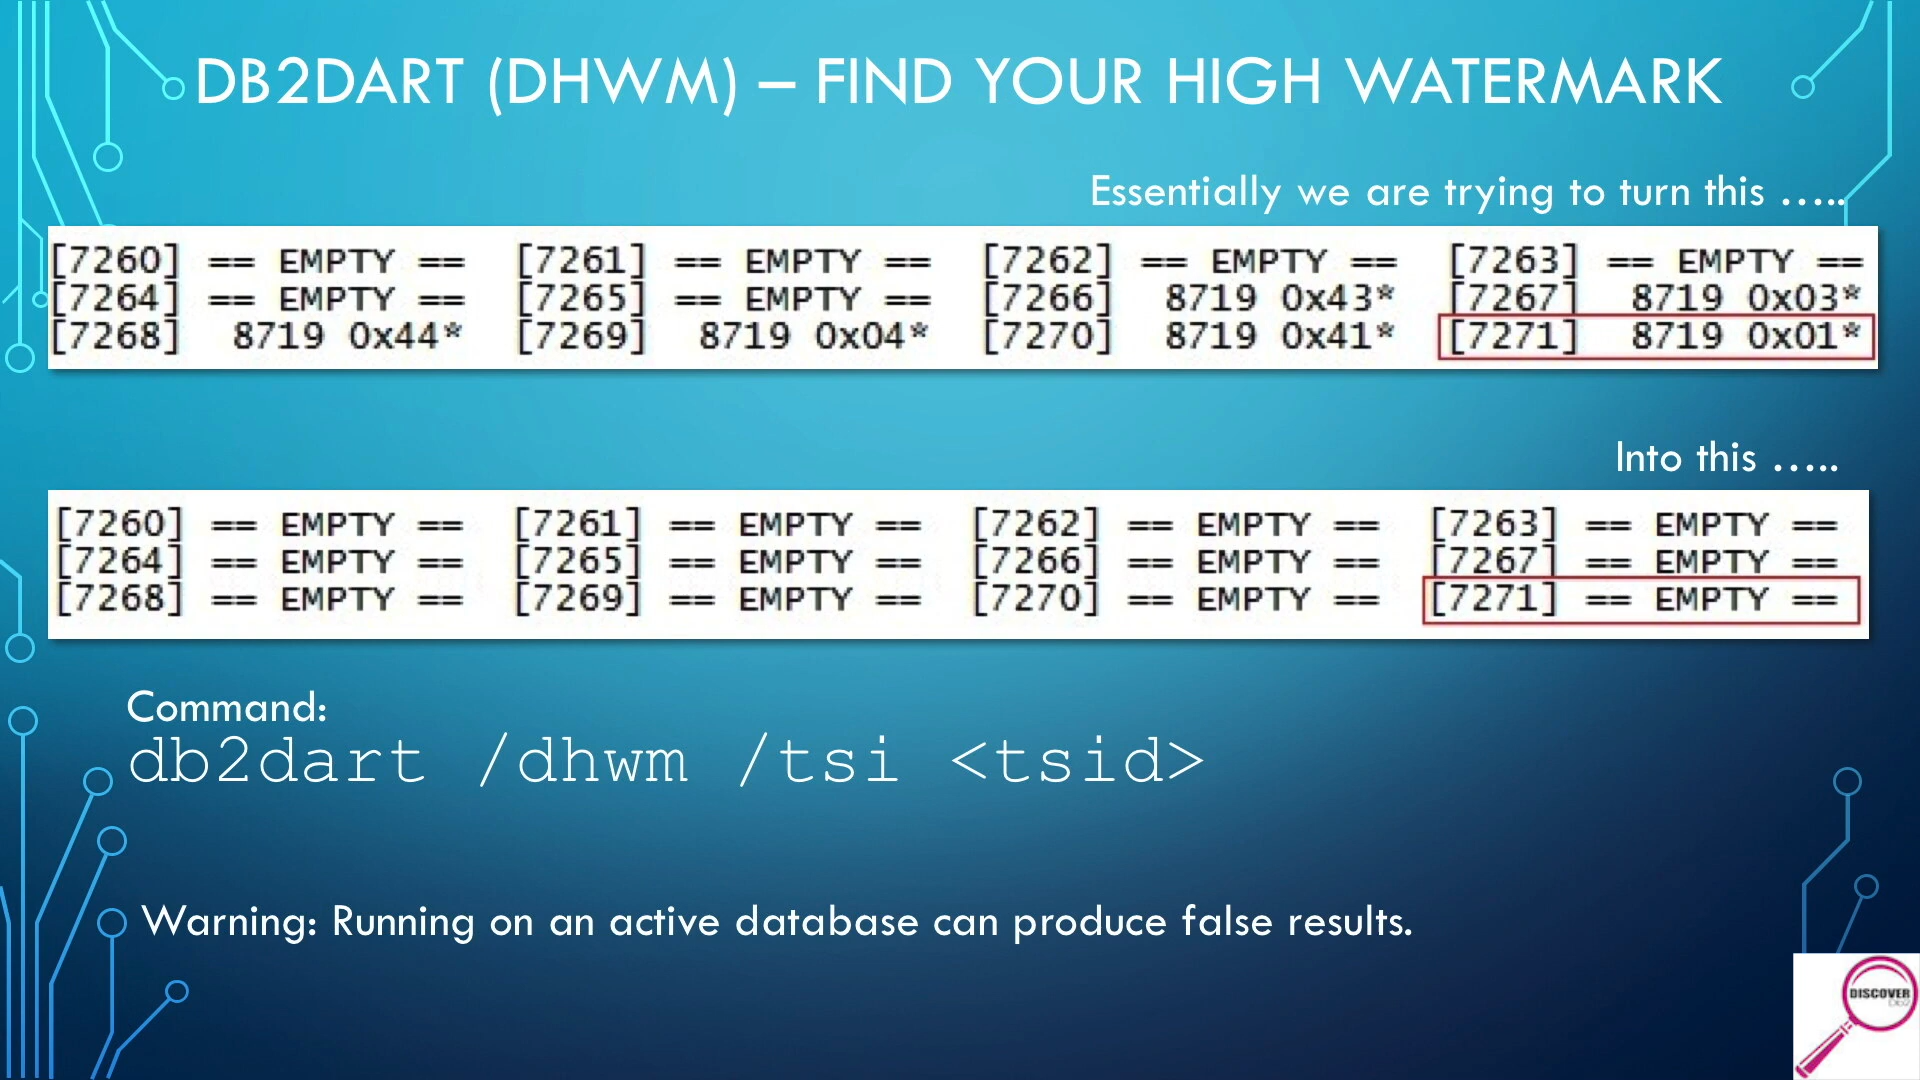 DB2DART (DHWM) – FIND YOUR HIGH WATERMARK
Essentially we are trying to turn this .....
[7260] == EMPTY == [7261] == EMPTY == [7262] == EMPTY == [7263] == EMPTY ==
[7264] == EMPTY == [7265] == EMPTY == [7266] 8719 0x43* [7267] 8719 0x03*
[7268] 8719 0x44* [7269] 8719 0x04* [7270] 8719 0x41* [7271] 8719 0x01*
Into this .....
[7260] == EMPTY == [7261] == EMPTY == [7262] == EMPTY == [7263] == EMPTY ==
[7264] == EMPTY == [7265] == EMPTY == [7266] == EMPTY == [7267] == EMPTY ==
[7268] == EMPTY == [7269] == EMPTY == [7270] == EMPTY == [7271] == EMPTY ==
Command:
db2dart /dhwm /tsi <tsid>
Warning: Running on an active database can produce false results.
DISCOVER
Db2